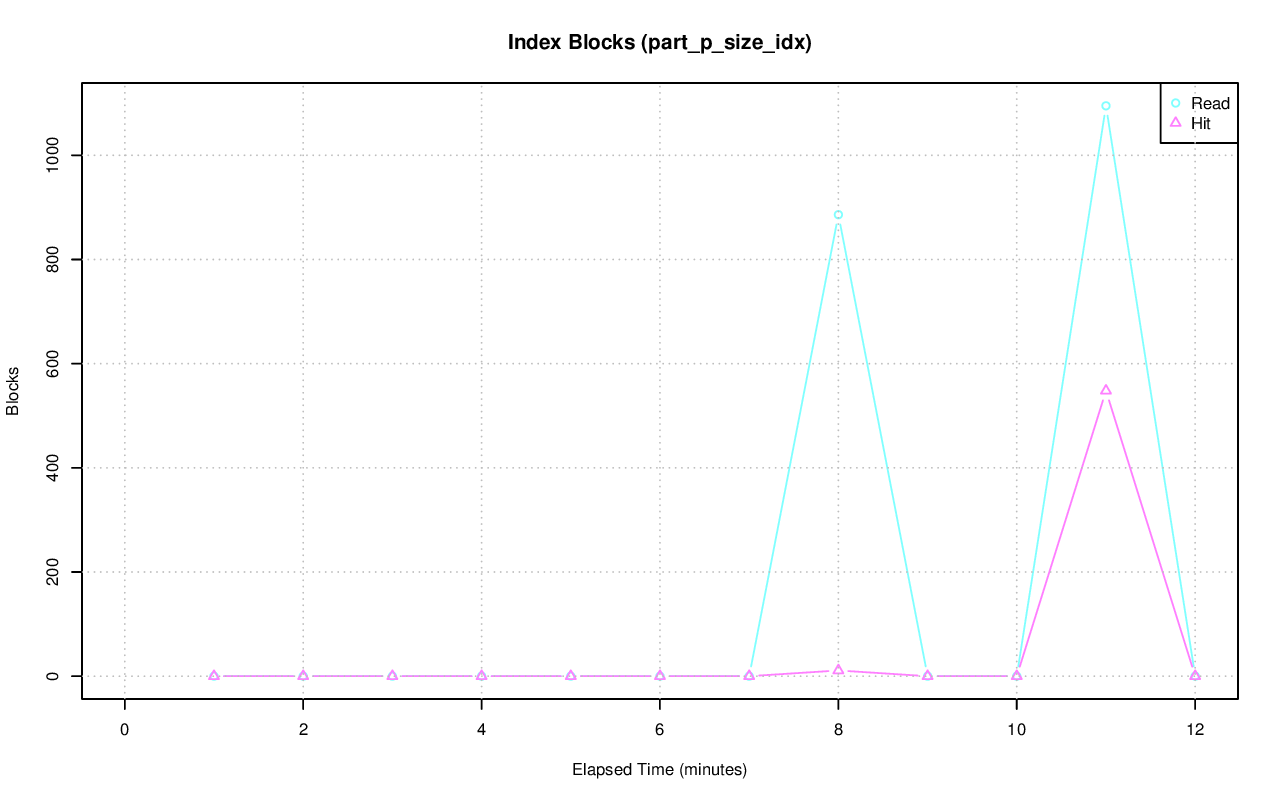 Index Blocks (part_p_size_idx)
Read
Hit
Blocks
1000
800
600
400
200
0
0 2 4 6 8 10 12
Elapsed Time (minutes)